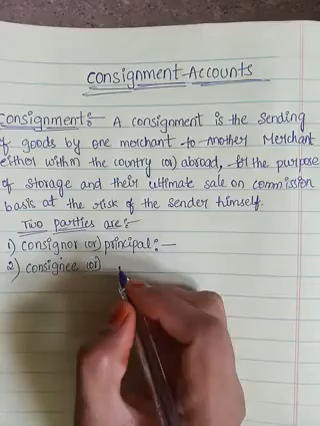 Consignment Accounts
Consignment:- A consignment is the Sending
of goods by one merchant to another Merchant
either within the country (or) abroad, for the purpose
of storage and their ultimate sale on commission
basis at the risk of the sender himself.
Two parties are:-
1) consignor (or) principal:-
2) consignee (or)